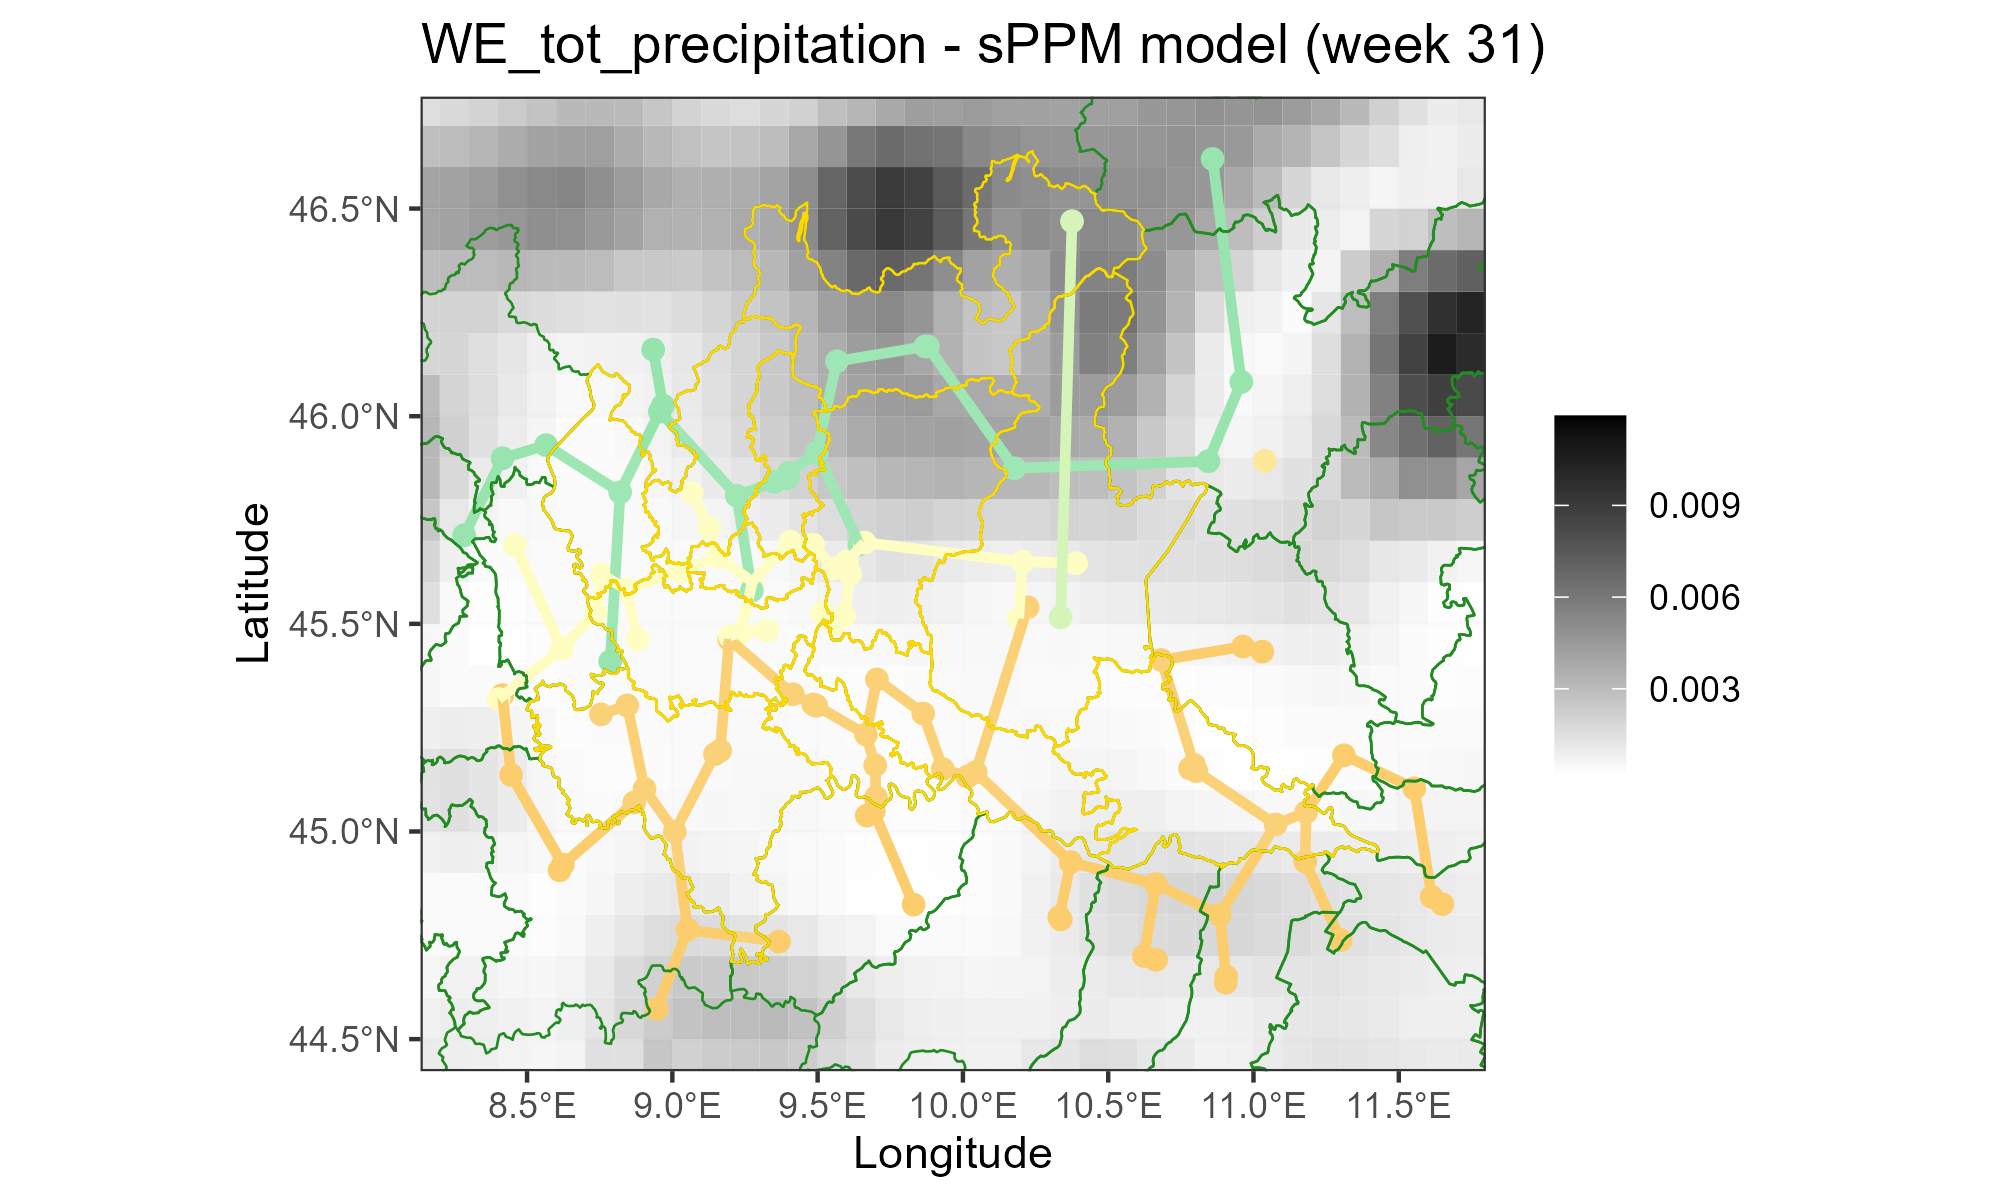 WE_tot_precipitation - sPPM model (week 31)
46.5°N
46.0°N
45.5°N
45.0°N
44.5°N
Latitude
8.5°E
9.0°E
9.5°E
10.0°E
10.5°E
11.0°E
11.5°E
Longitude
0.009
0.006
0.003